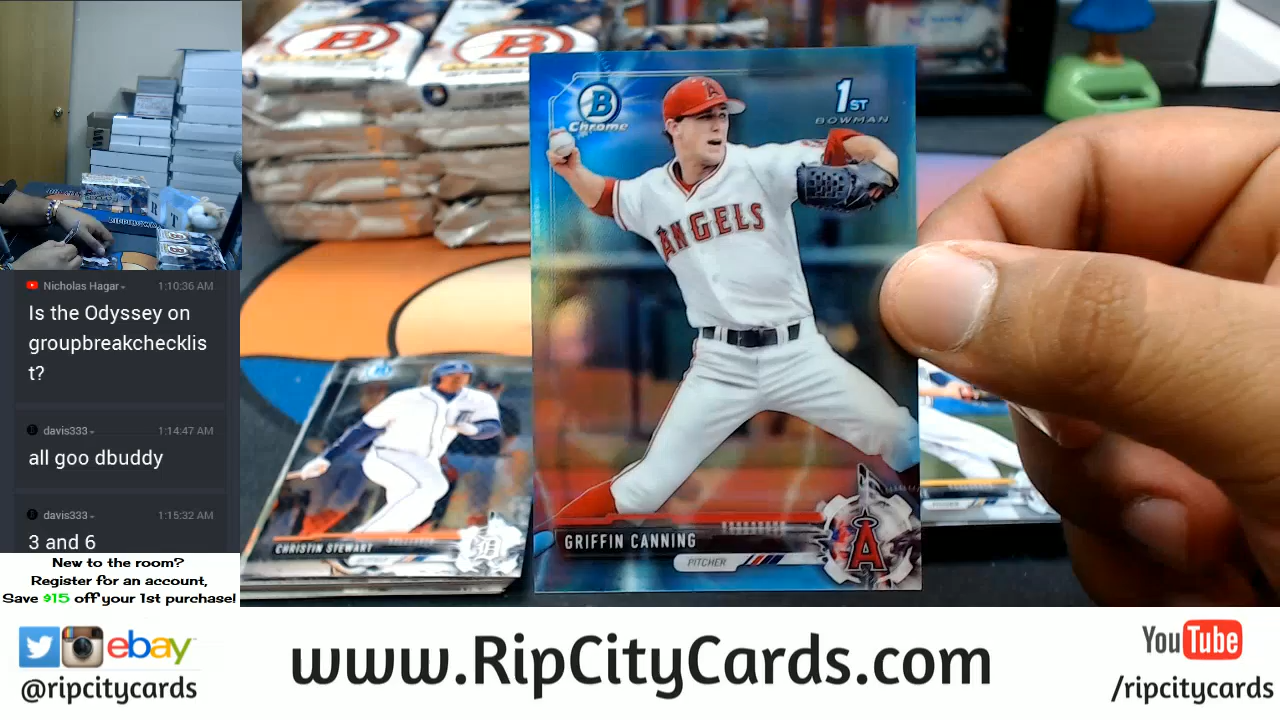 Nicholas Hagar 1:10:36 AM
Is the Odyssey on
groupbreakchecklis
t?
davis333 1:14:47 AM
all goo dbuddy
davis333 1:15:32 AM
3 and 6
New to the room?
Register for an account,
Save $15 off your 1st purchase!
B
Chrome
1ST
BOWMAN
A
ANGELS
GRIFFIN CANNING
PITCHER
A
CHRISTIN STEWART
D
B
B
ebay
@ripcitycards
www.RipCityCards.com
YouTube
/ripcitycards